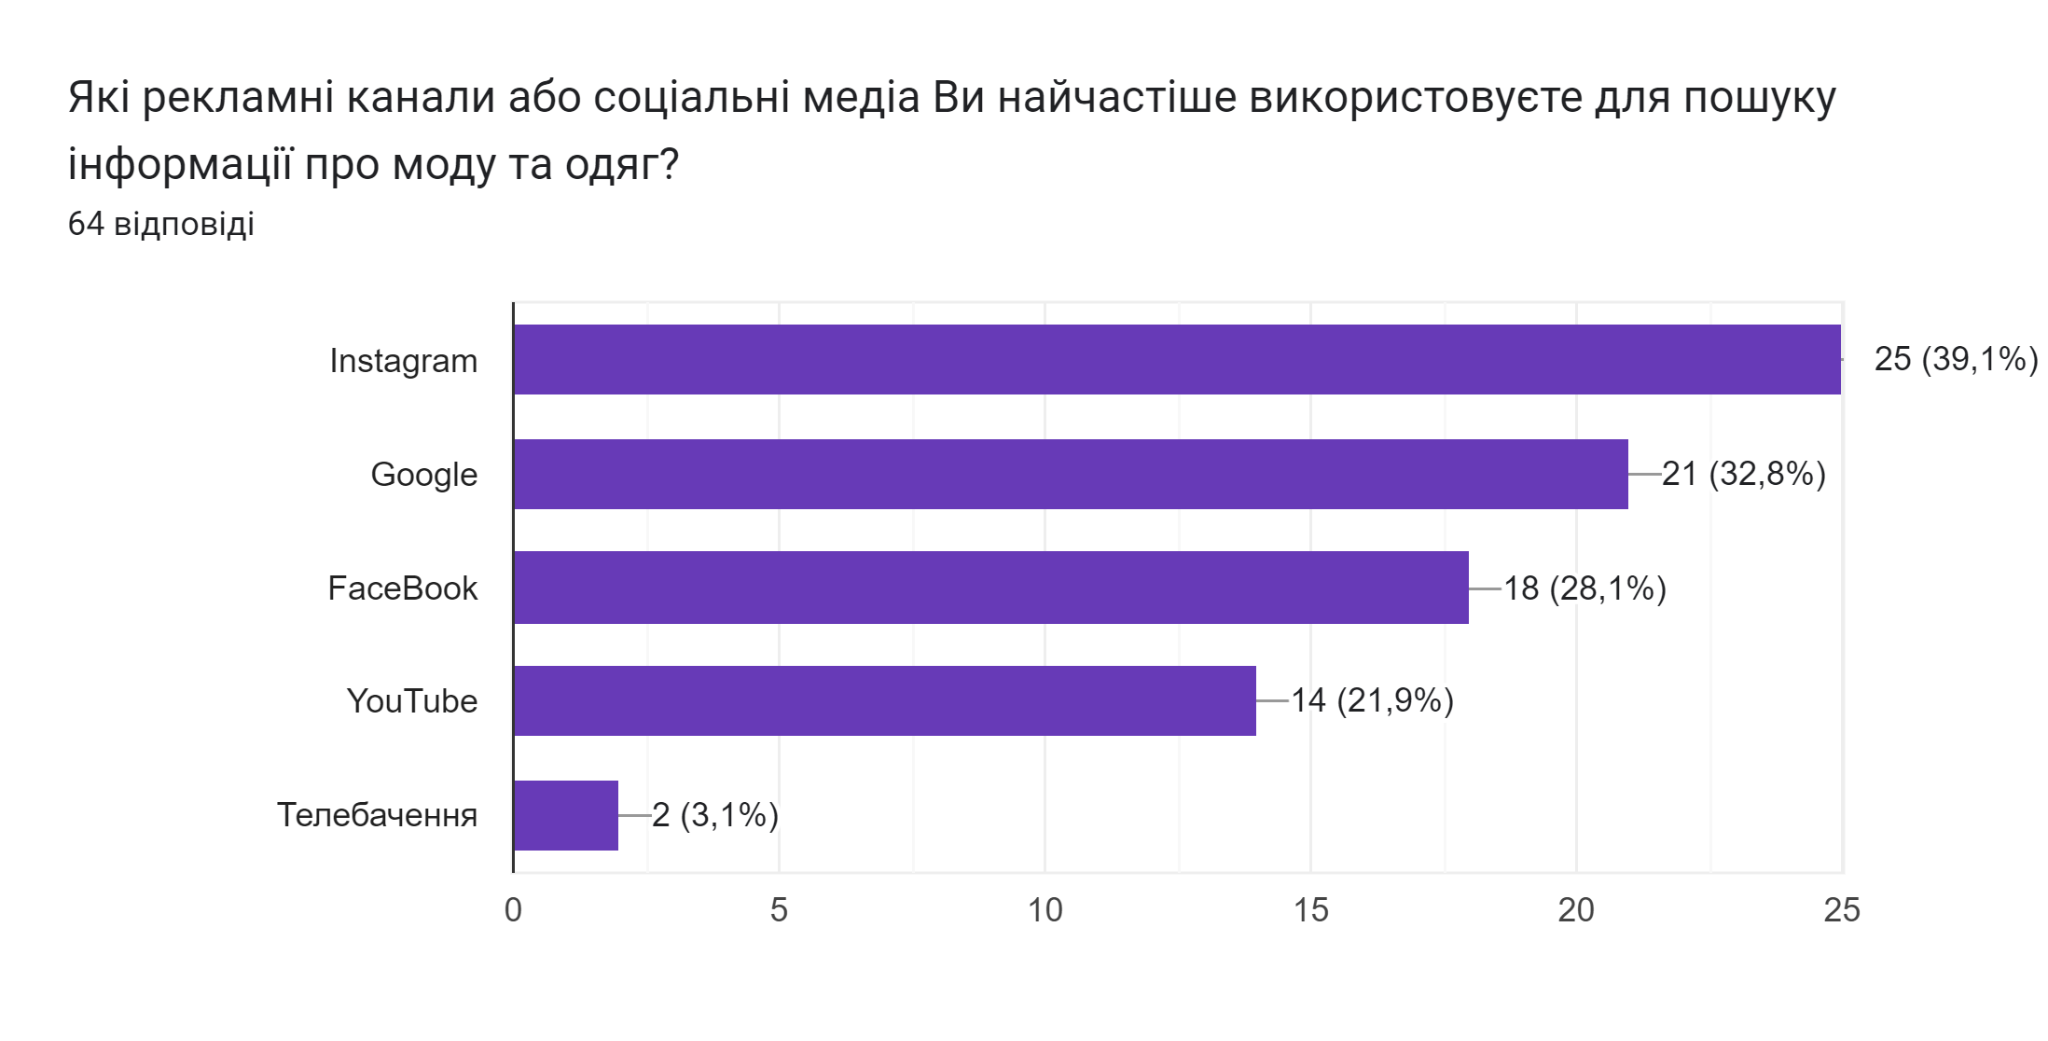 Які рекламні канали або соціальні медіа Ви найчастіше використовуєте для пошуку
інформації про моду та одяг?
64 відповіді
Instagram 25 (39,1%)
Google 21 (32,8%)
FaceBook 18 (28,1%)
YouTube 14 (21,9%)
Телебачення 2 (3,1%)
0 5 10 15 20 25